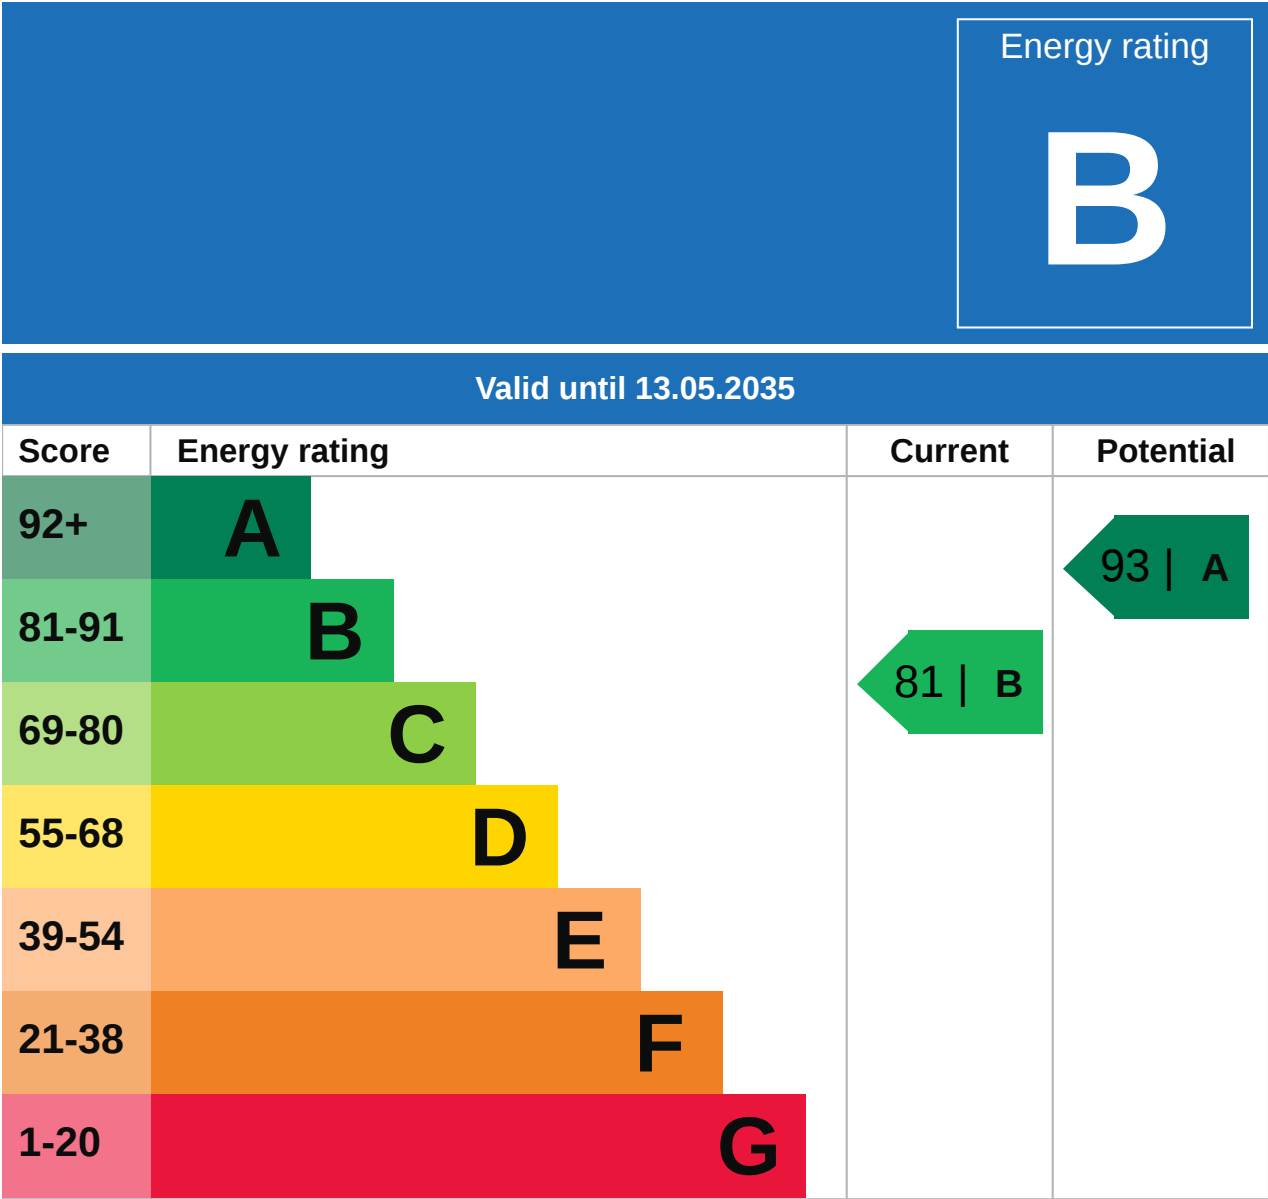 Energy rating
B
Valid until 13.05.2035
Score Energy rating Current Potential
92+ A
93 | A
81-91 B
81 | B
69-80 C
55-68 D
39-54 E
21-38 F
1-20 G